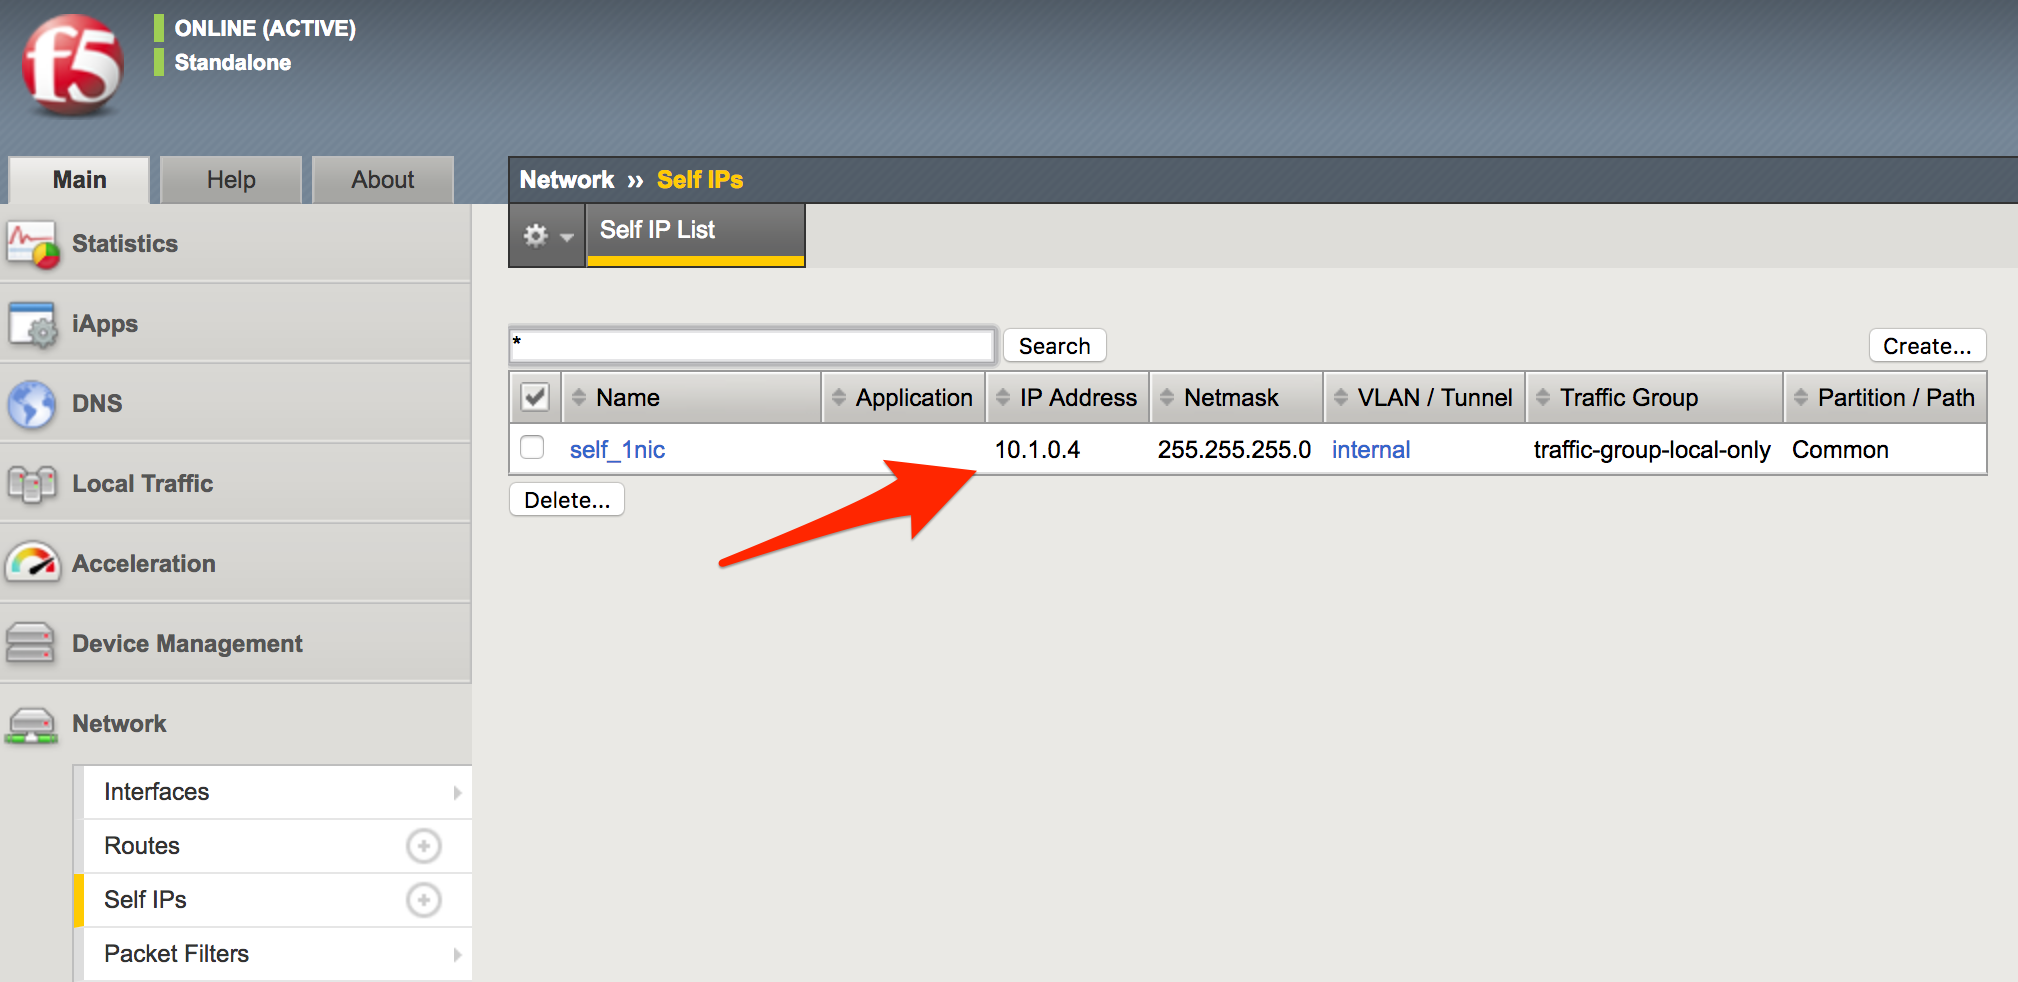 f5
ONLINE (ACTIVE)
Standalone
Main Help About
Network ›› Self IPs
Self IP List
Statistics
iApps
DNS
Local Traffic
Acceleration
Device Management
Network
Interfaces
Routes
Self IPs
Packet Filters
* Search Create...
Name Application IP Address Netmask VLAN / Tunnel Traffic Group Partition / Path
self_1nic 10.1.0.4 255.255.255.0 internal traffic-group-local-only Common
Delete...